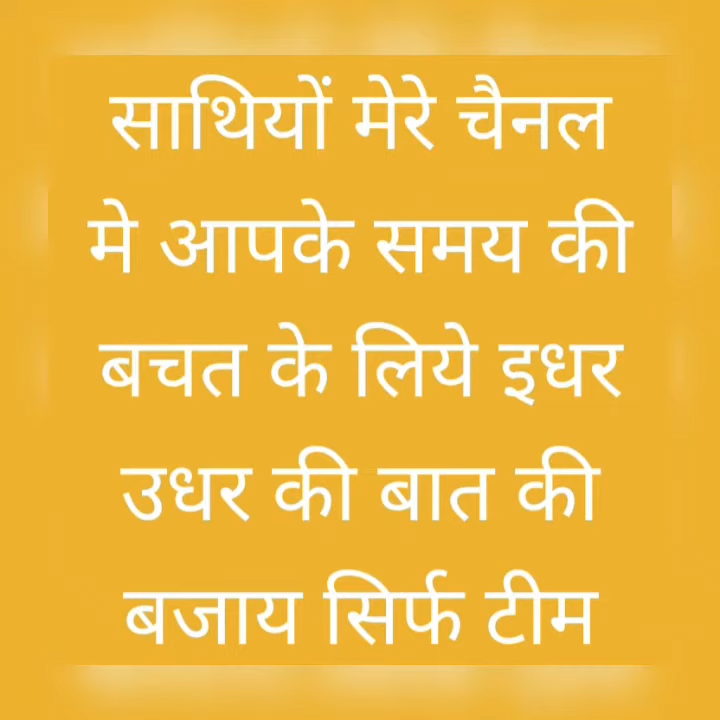 साथियों मेरे चैनल
मे आपके समय की
बचत के लिये इधर
उधर की बात की
बजाय सिर्फ टीम